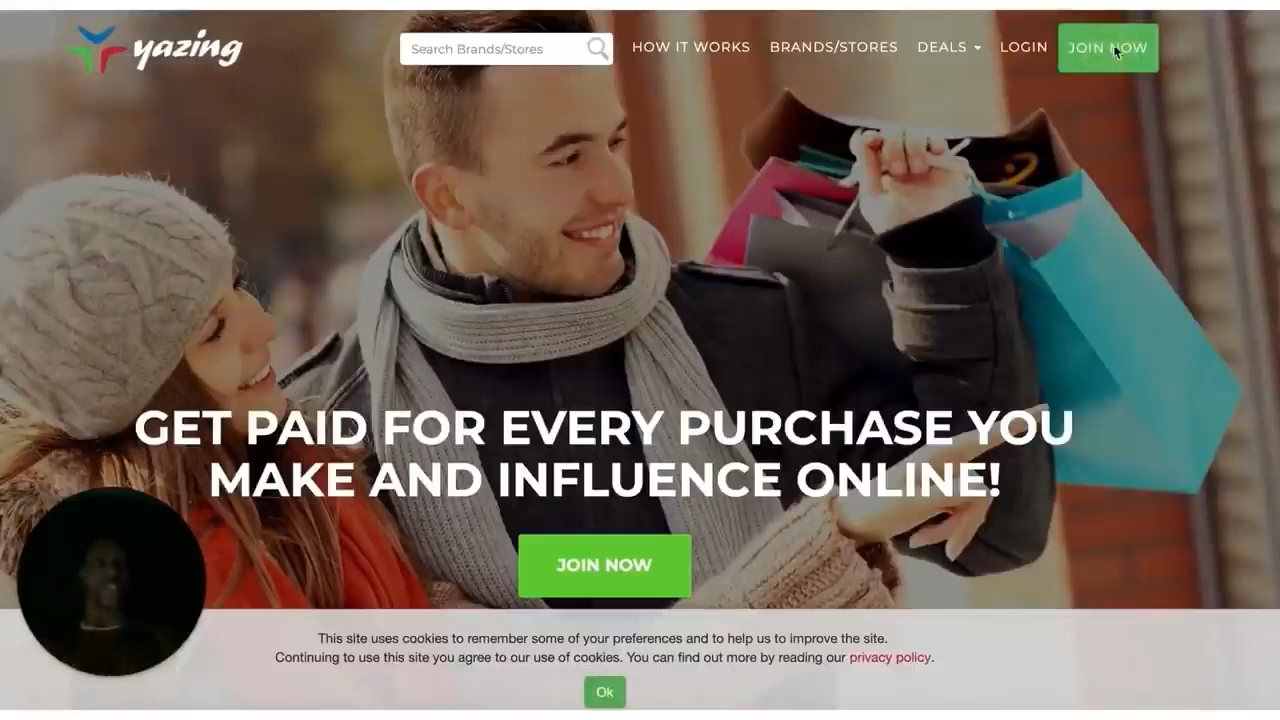 yazing
Search Brands/Stores
HOW IT WORKS
BRANDS/STORES
DEALS
LOGIN
JOIN NOW
GET PAID FOR EVERY PURCHASE YOU
MAKE AND INFLUENCE ONLINE!
JOIN NOW
This site uses cookies to remember some of your preferences and to help us to improve the site.
Continuing to use this site you agree to our use of cookies. You can find out more by reading our privacy policy.
Ok